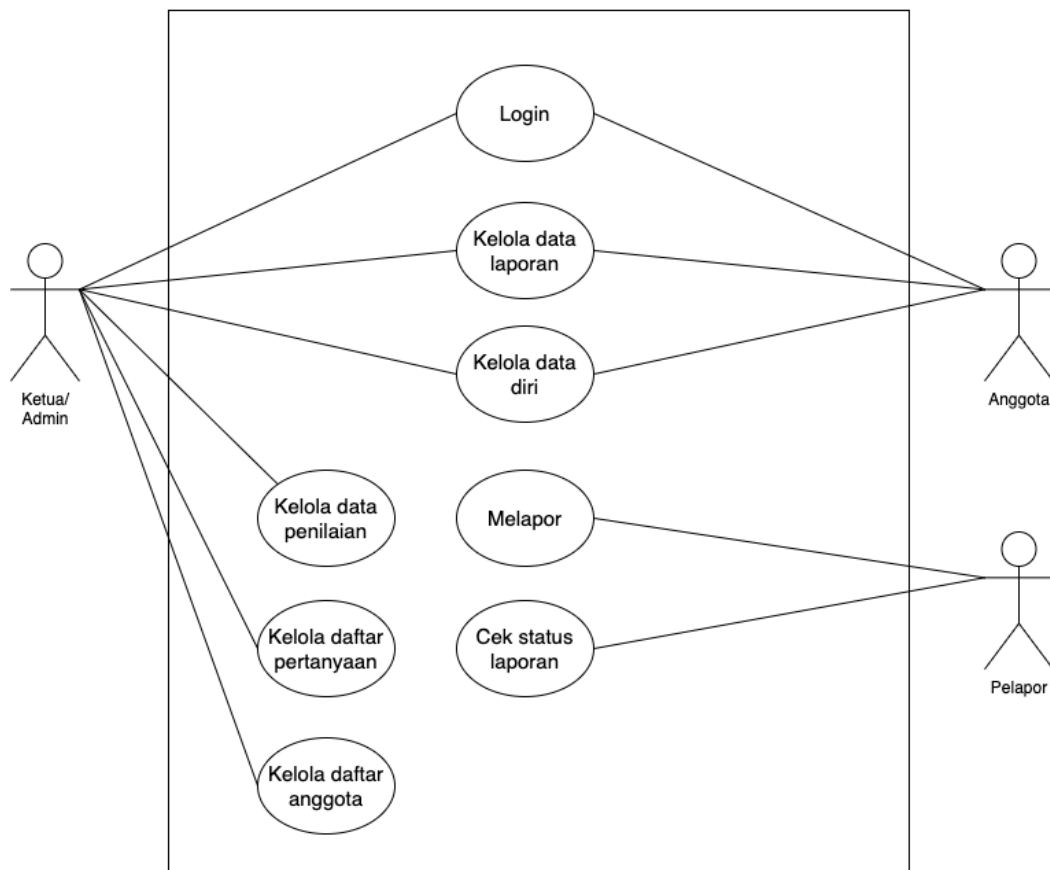 Login
Kelola data
laporan
Kelola data
diri
Ketua/
Admin
Anggota
Kelola data
penilaian
Melapor
Kelola daftar
pertanyaan
Cek status
laporan
Pelapor
Kelola daftar
anggota